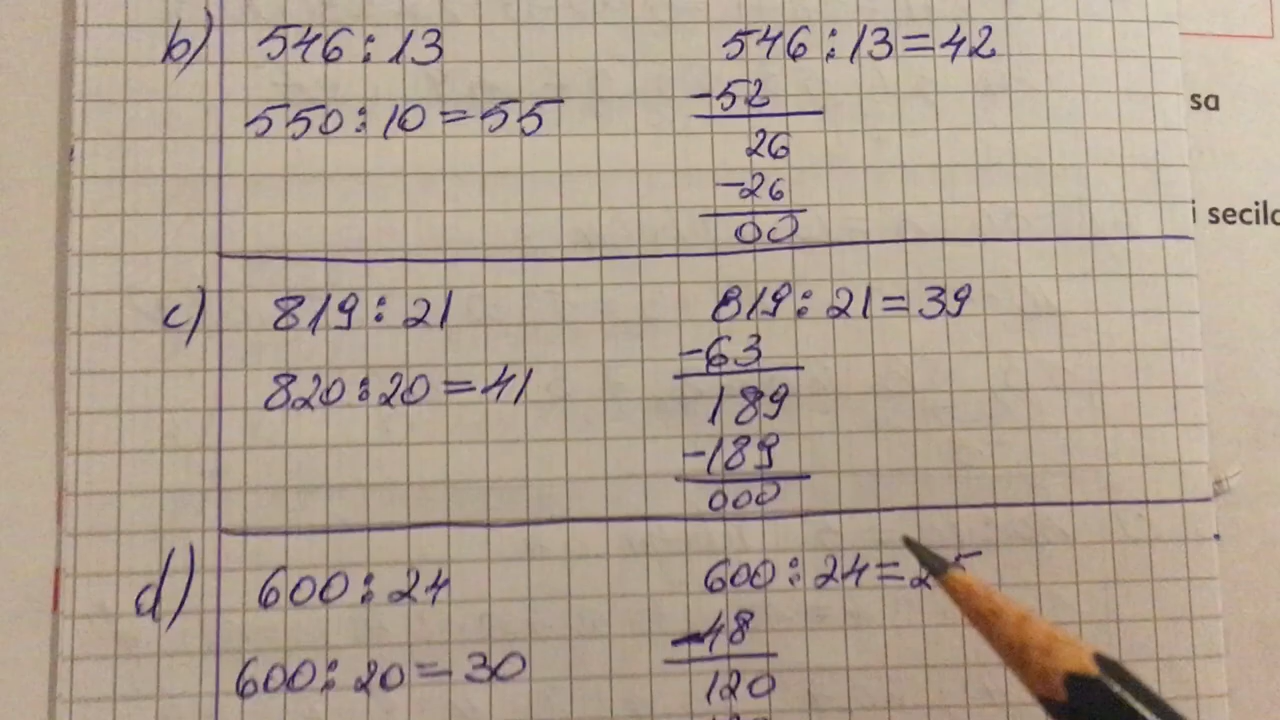 b) 546:13 546:13=42
550:10=55 -52
26
-26
00
c) 819:21 819:21=39
-63
820:20=41
189
-189
000
d) 600:24 600:24=25
-48
600:20=30 120
sa